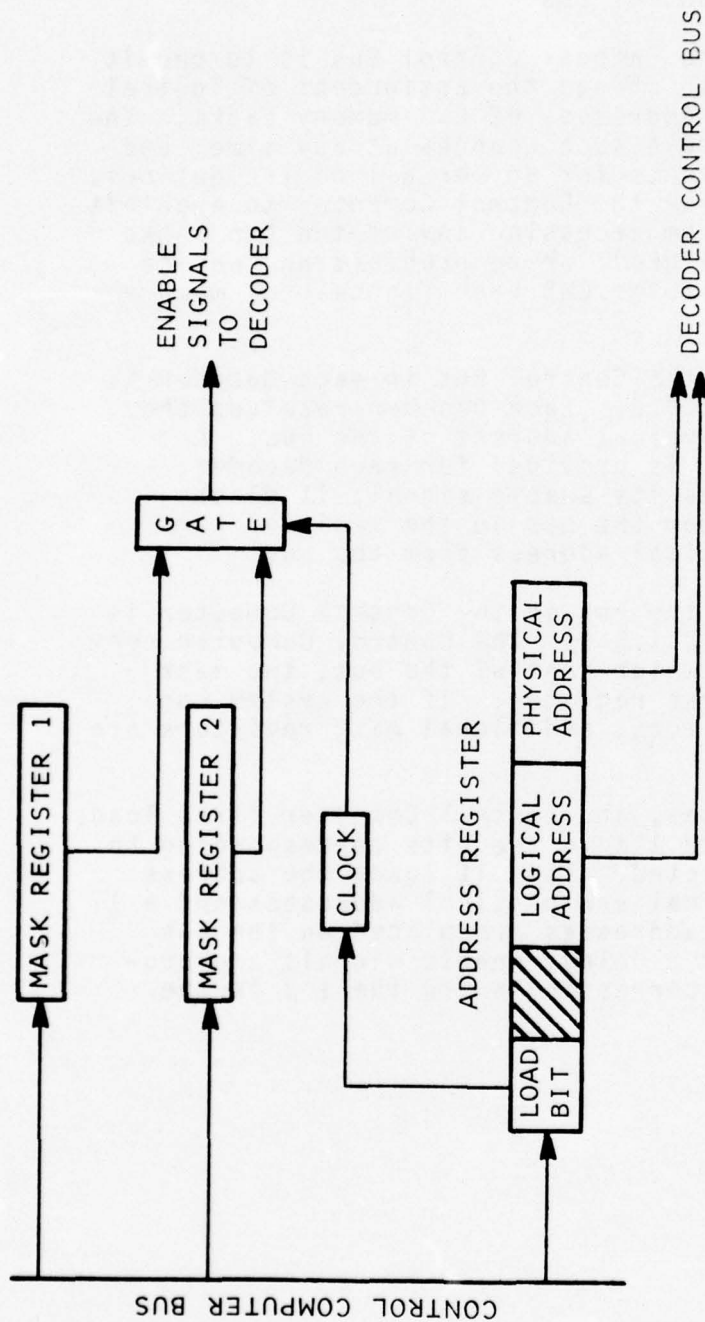 CONTROL COMPUTER BUS
MASK REGISTER 1
MASK REGISTER 2
CLOCK
GATE
ENABLE
SIGNALS
TO
DECODER
ADDRESS REGISTER
LOAD
BIT
LOGICAL
ADDRESS
PHYSICAL
ADDRESS
DECODER CONTROL BUS